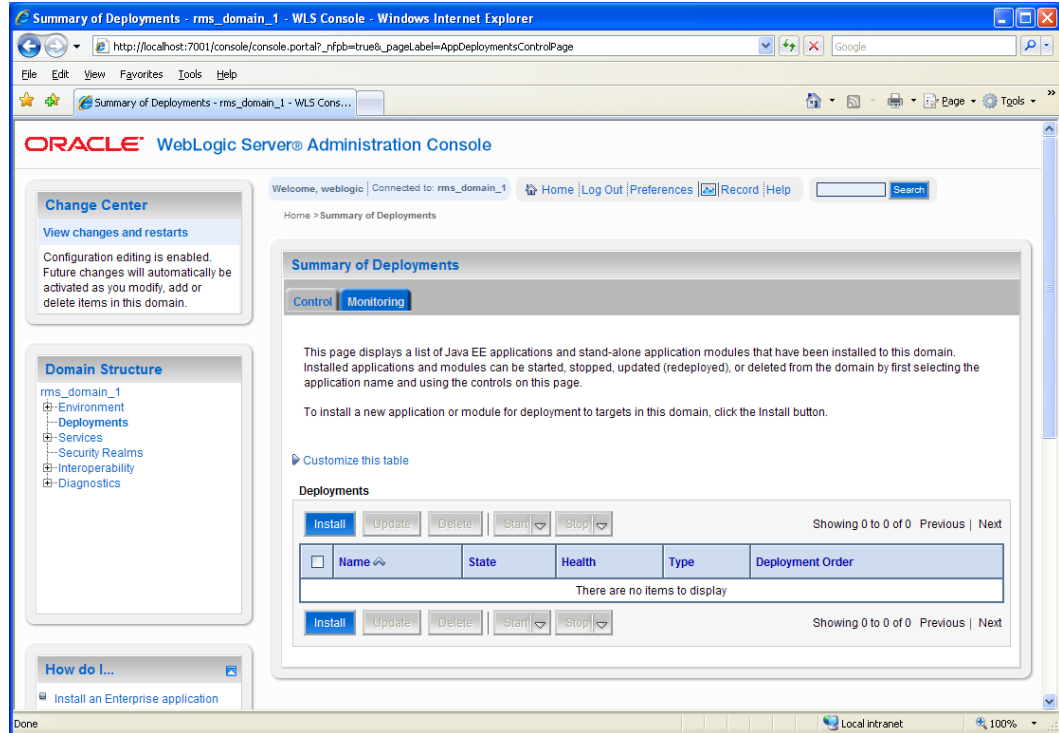 Summary of Deployments - rms_domain_1 - WLS Console - Windows Internet Explorer
http://localhost:7001/console/console.portal?_nfpb=true&_pageLabel=AppDeploymentsControlPage
Google
File Edit View Favorites Tools Help
Summary of Deployments - rms_domain_1 - WLS Cons...
Page Tools »
ORACLE WebLogic Server® Administration Console
Change Center
View changes and restarts
Configuration editing is enabled.
Future changes will automatically be
activated as you modify, add or
delete items in this domain.
Domain Structure
rms_domain_1
Environment
Deployments
Services
Security Realms
Interoperability
Diagnostics
How do I...
Install an Enterprise application
Welcome, weblogic Connected to: rms_domain_1 Home Log Out Preferences Record Help Search
Home >Summary of Deployments
Summary of Deployments
Control Monitoring
This page displays a list of Java EE applications and stand-alone application modules that have been installed to this domain.
Installed applications and modules can be started, stopped, updated (redeployed), or deleted from the domain by first selecting the
application name and using the controls on this page.
To install a new application or module for deployment to targets in this domain, click the Install button.
Customize this table
Deployments
Install Update Delete Start Stop Showing 0 to 0 of 0 Previous | Next
Name State Health Type Deployment Order
There are no items to display
Install Update Delete Start Stop Showing 0 to 0 of 0 Previous | Next
Done Local intranet 100%